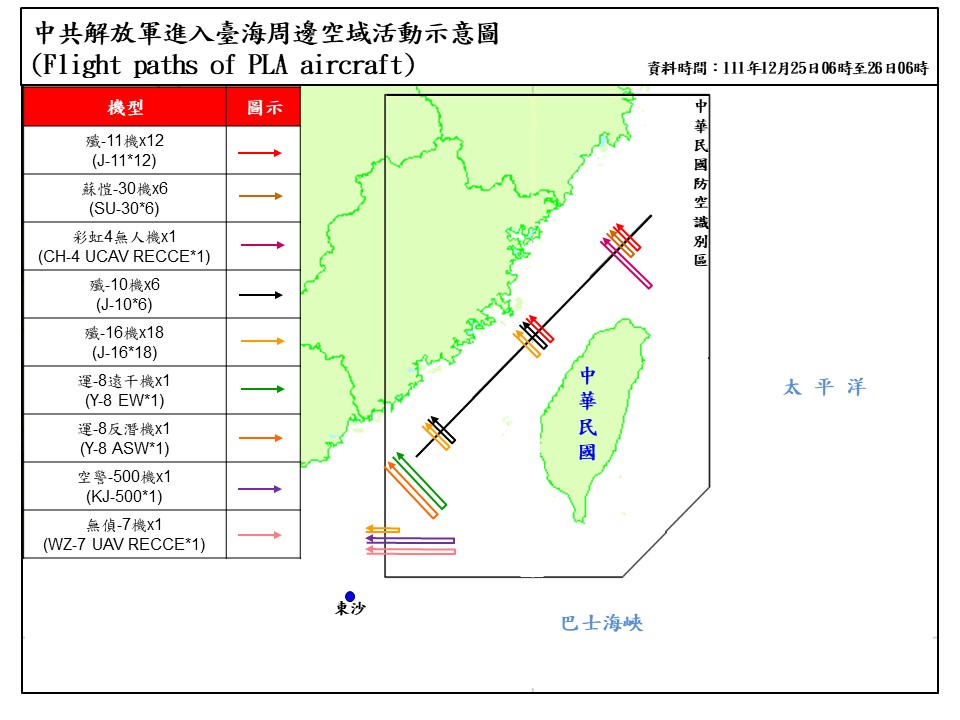 中共解放軍進入臺海周邊空域活動示意圖
(Flight paths of PLA aircraft)
資料時間：111年12月25日06時至26日06時
機型 圖示
殲-11機x12
(J-11*12)
蘇愷-30機x6
(SU-30*6)
彩虹4無人機x1
(CH-4 UCAV RECCE*1)
殲-10機x6
(J-10*6)
殲-16機x18
(J-16*18)
運-8遠干機x1
(Y-8 EW*1)
運-8反潛機x1
(Y-8 ASW*1)
空警-500機x1
(KJ-500*1)
無偵-7機x1
(WZ-7 UAV RECCE*1)
中華民國防空識別區
中華民國
太平洋
東沙
巴士海峽